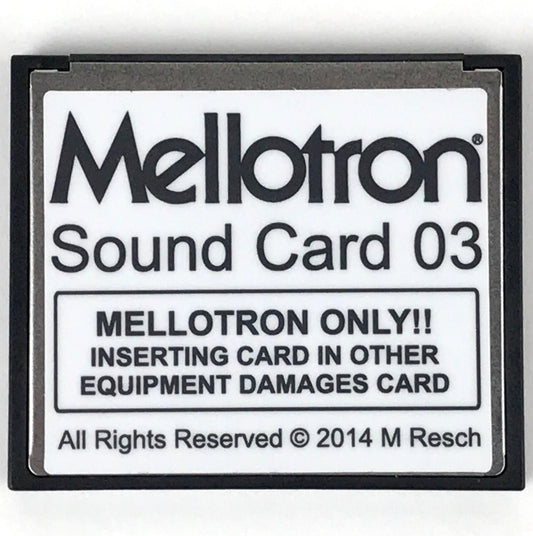 Mellotron®
Sound Card 03
MELLOTRON ONLY!!
INSERTING CARD IN OTHER
EQUIPMENT DAMAGES CARD
All Rights Reserved © 2014 M Resch